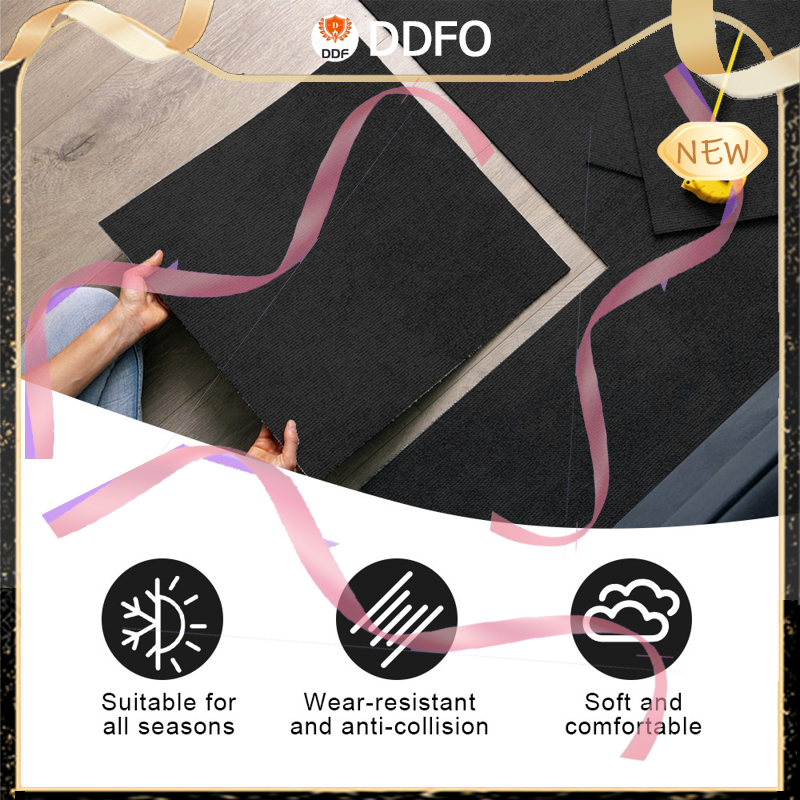 DDF
DDFO
NEW
Suitable for
all seasons
Wear-resistant
and anti-collision
Soft and
comfortable